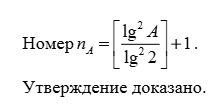 Номер n_A = [lg² A / lg² 2] + 1.
Утверждение доказано.